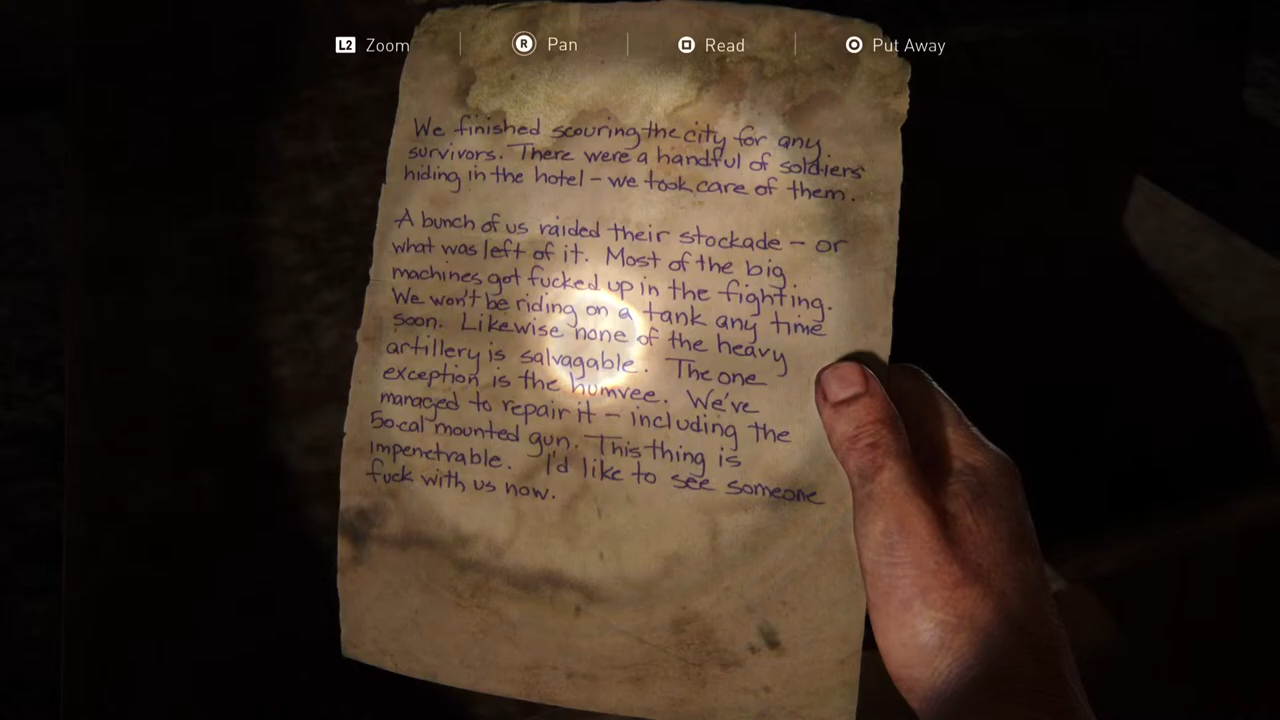 L2 Zoom R Pan Read Put Away
We finished scouring the city for any
survivors. There were a handful of soldiers
hiding in the hotel - we took care of them.
A bunch of us raided their stockade - or
what was left of it. Most of the big
machines got fucked up in the fighting.
We won't be riding on a tank any time
soon. Likewise none of the heavy
artillery is salvagable. The one
exception is the humvee. We've
managed to repair it - including the
50.cal mounted gun. This thing is
impenetrable. I'd like to see someone
fuck with us now.